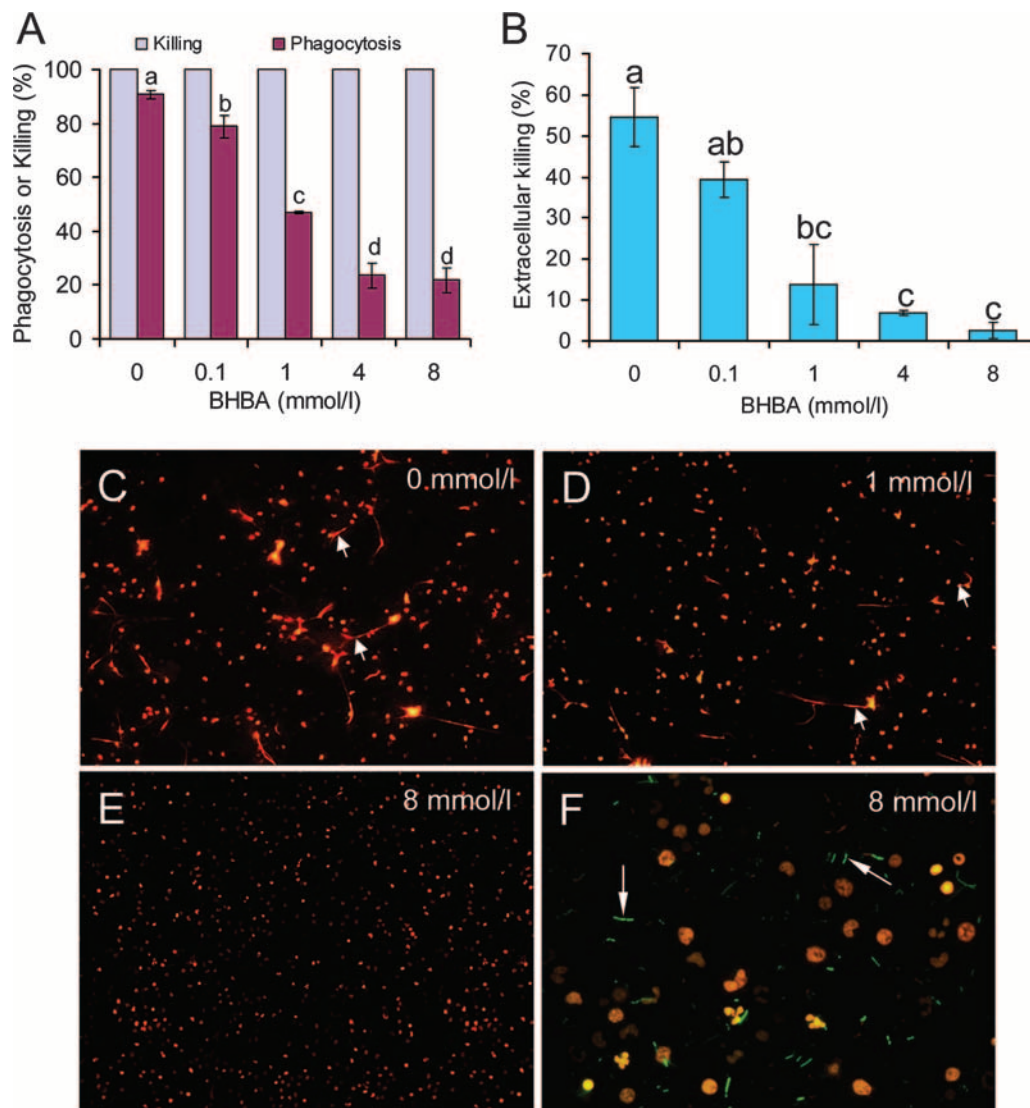 A
Killing Phagocytosis
Phagocytosis or Killing (%)
100
80
60
40
20
0
a
b
c
d
d
0 0.1 1 4 8
BHBA (mmol/l)
B
Extracellular killing (%)
70
60
50
40
30
20
10
0
a
ab
bc
c
c
0 0.1 1 4 8
BHBA (mmol/l)
C 0 mmol/l
D 1 mmol/l
E 8 mmol/l
F 8 mmol/l